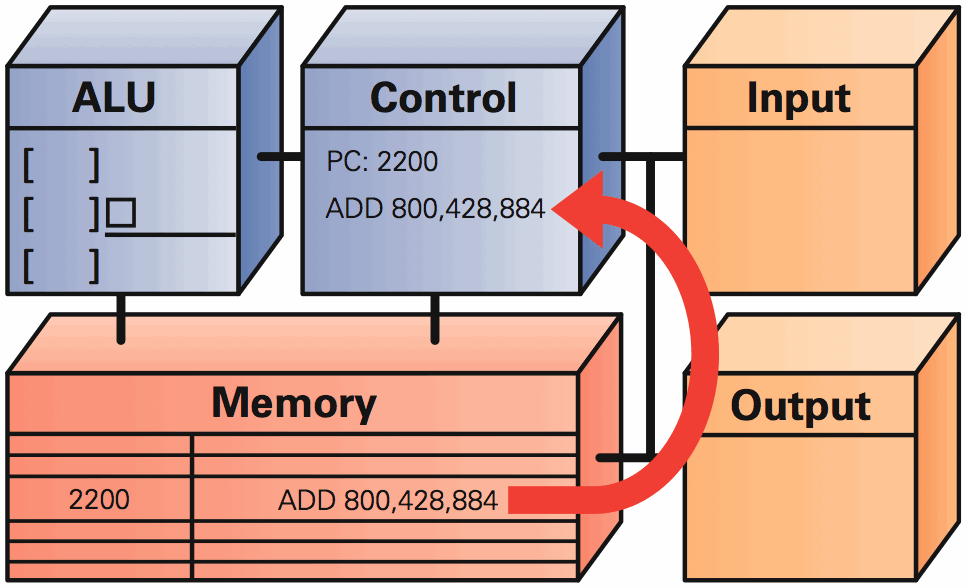 ALU
[ ]
[ ]
[ ]
Control
PC: 2200
ADD 800,428,884
Input
Memory
2200 ADD 800,428,884
Output